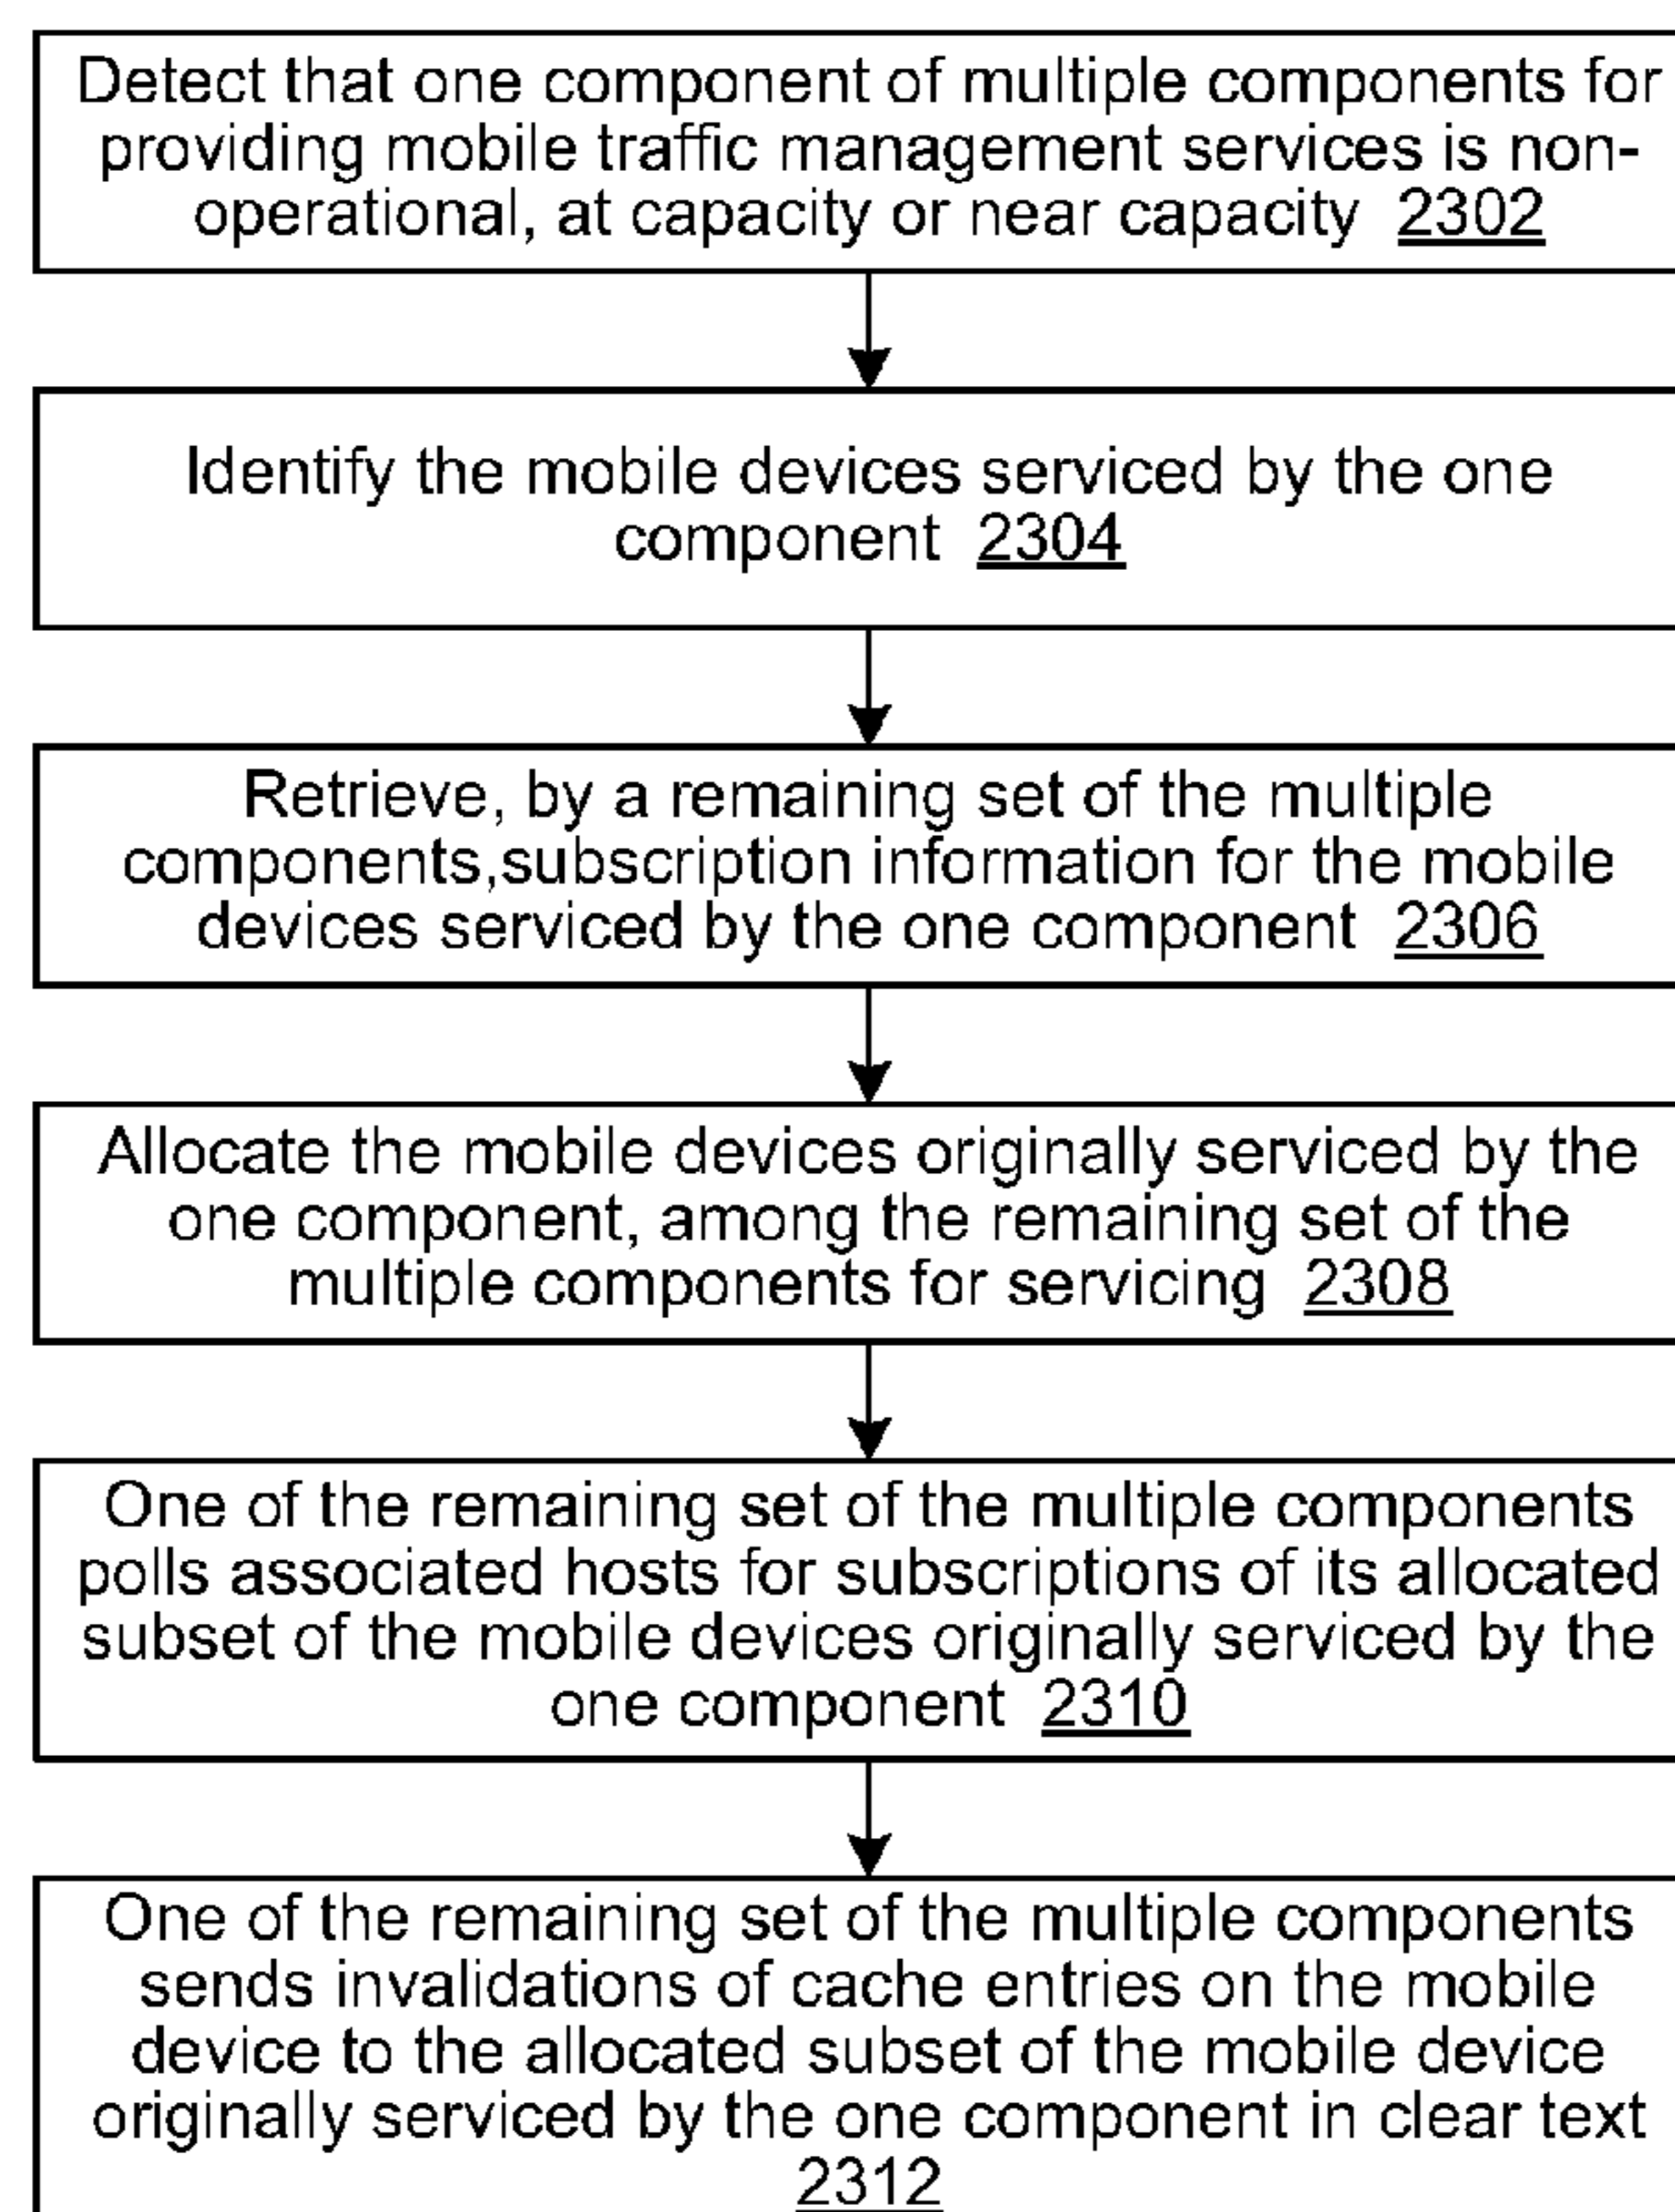 Detect that one component of multiple components for
providing mobile traffic management services is non-
operational, at capacity or near capacity 2302
Identify the mobile devices serviced by the one
component 2304
Retrieve, by a remaining set of the multiple
components,subscription information for the mobile
devices serviced by the one component 2306
Allocate the mobile devices originally serviced by the
one component, among the remaining set of the
multiple components for servicing 2308
One of the remaining set of the multiple components
polls associated hosts for subscriptions of its allocated
subset of the mobile devices originally serviced by the
one component 2310
One of the remaining set of the multiple components
sends invalidations of cache entries on the mobile
device to the allocated subset of the mobile device
originally serviced by the one component in clear text
2312